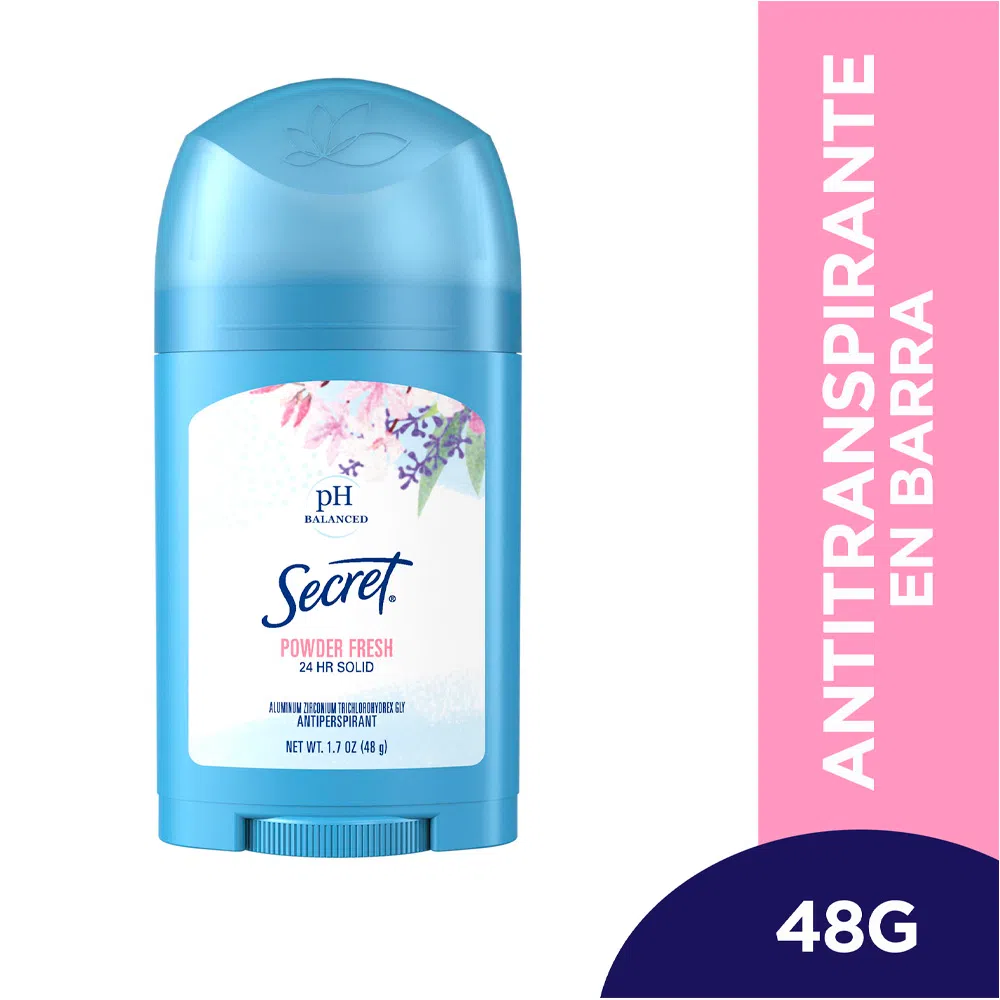 pH
BALANCED
Secret®
POWDER FRESH
24 HR SOLID
ALUMINUM ZIRCONIUM TRICHLOROHYDREX GLY
ANTIPERSPIRANT
NET WT. 1.7 OZ (48 g)
ANTITRANSPIRANTE
EN BARRA
48G